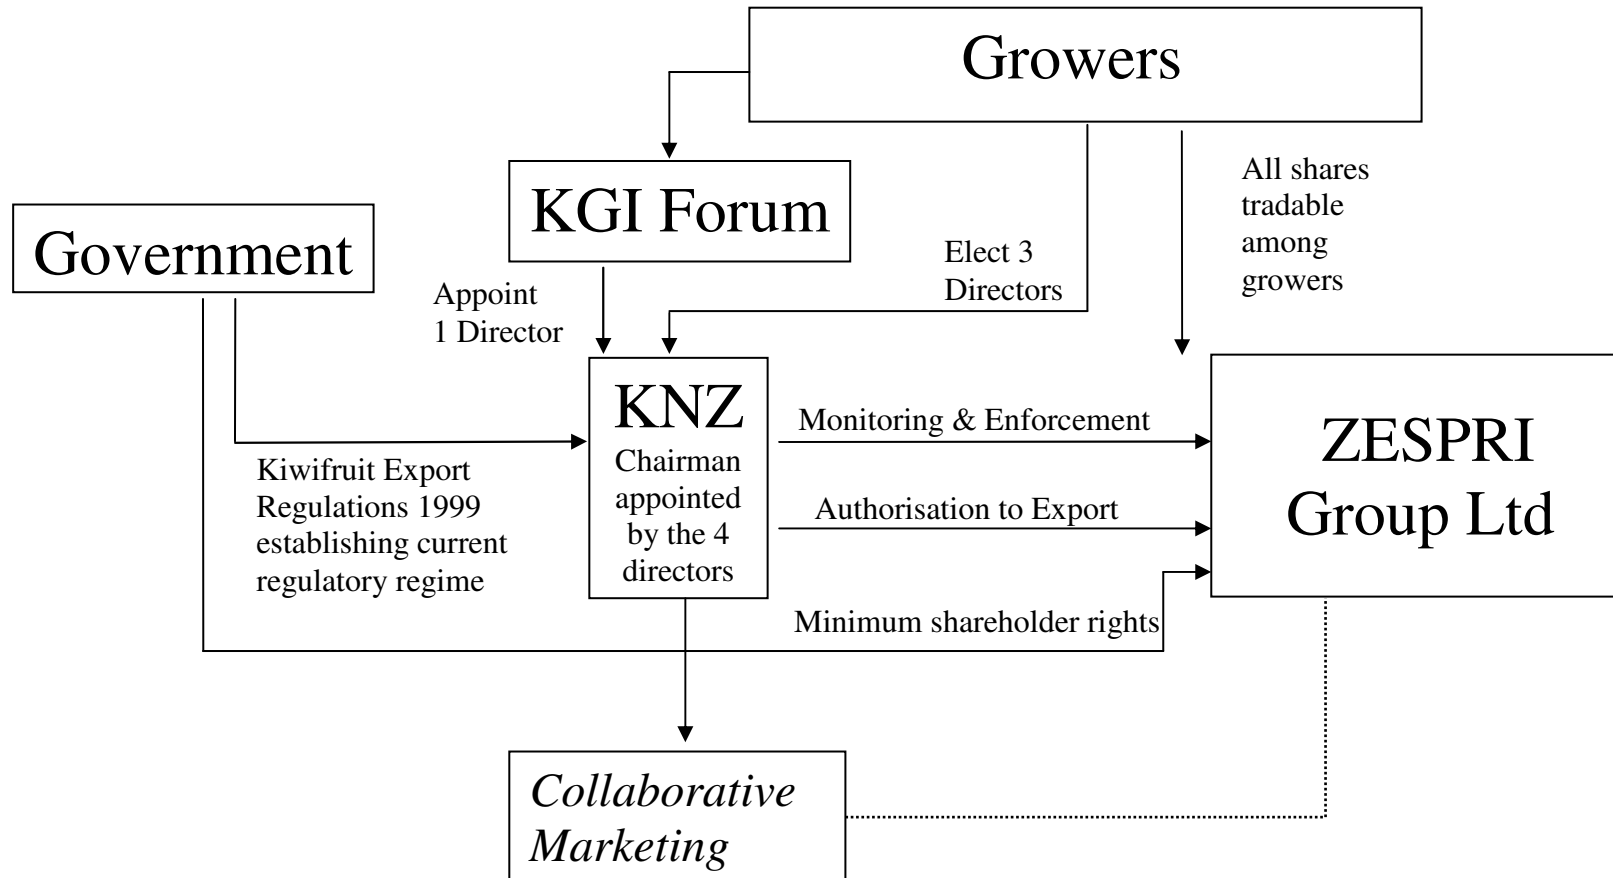 Growers
KGI Forum
Government
All shares
tradable
among
growers
Elect 3
Directors
Appoint
1 Director
KNZ
Chairman
appointed
by the 4
directors
Monitoring & Enforcement
Authorisation to Export
ZESPRI
Group Ltd
Kiwifruit Export
Regulations 1999
establishing current
regulatory regime
Minimum shareholder rights
Collaborative
Marketing